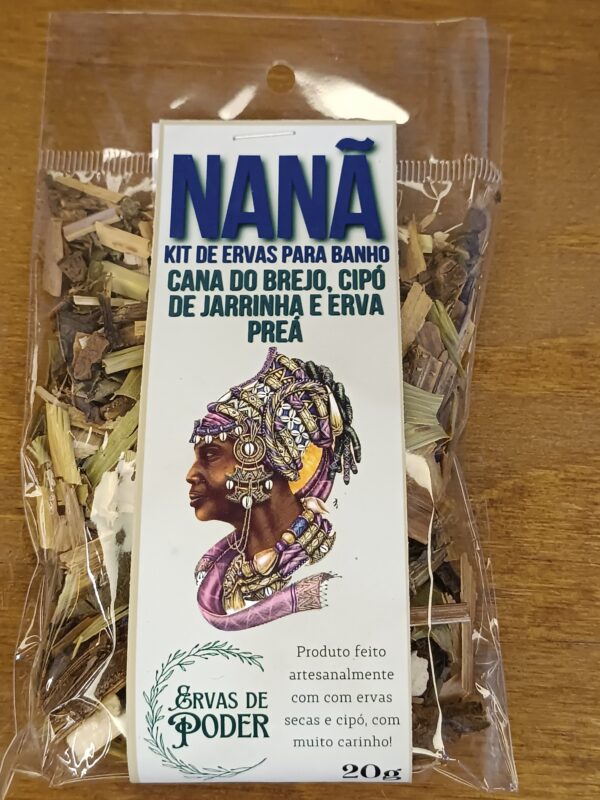 NANÃ
KIT DE ERVAS PARA BANHO
CANA DO BREJO, CIPÓ
DE JARRINHA E ERVA
PREÁ
ERVAS DE
PODER
Produto feito
artesanalmente
com com ervas
secas e cipó, com
muito carinho!
20g